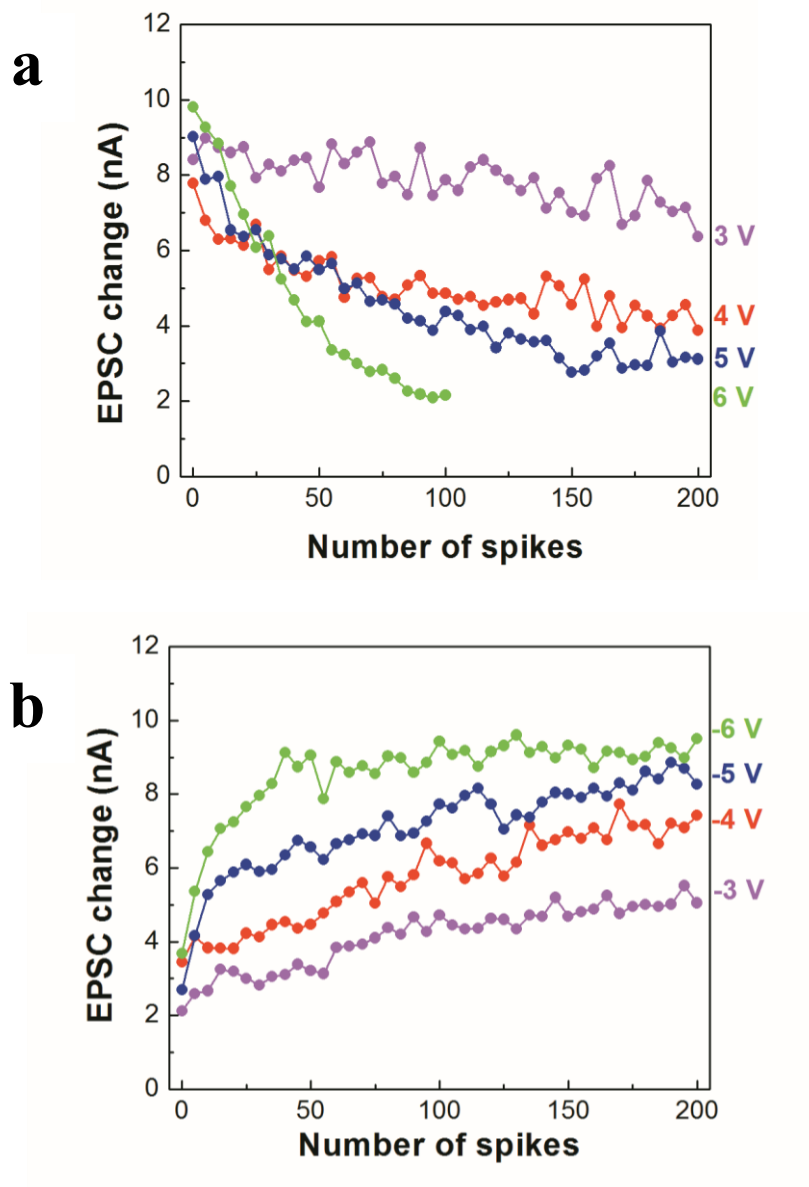 a
12
10
8
6
4
2
0
EPSC change (nA)
3 V
4 V
5 V
6 V
0 50 100 150 200
Number of spikes
b
12
10
8
6
4
2
0
EPSC change (nA)
-6 V
-5 V
-4 V
-3 V
0 50 100 150 200
Number of spikes